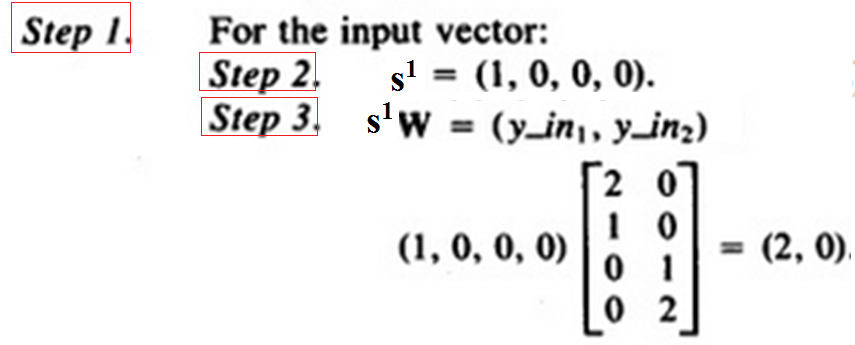 Step 1. For the input vector:
Step 2. s¹ = (1, 0, 0, 0).
Step 3. s¹W = (y_in₁, y_in₂)
2 0
1 0
(1, 0, 0, 0) = (2, 0).
0 1
0 2